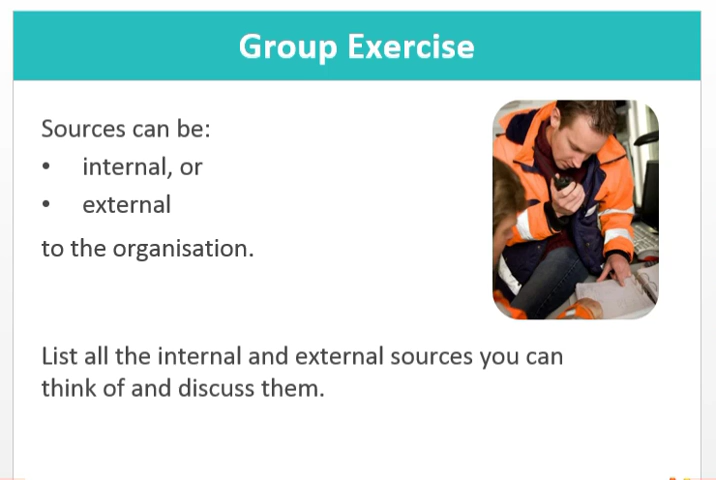 Group Exercise
Sources can be:
• internal, or
• external
to the organisation.
List all the internal and external sources you can
think of and discuss them.